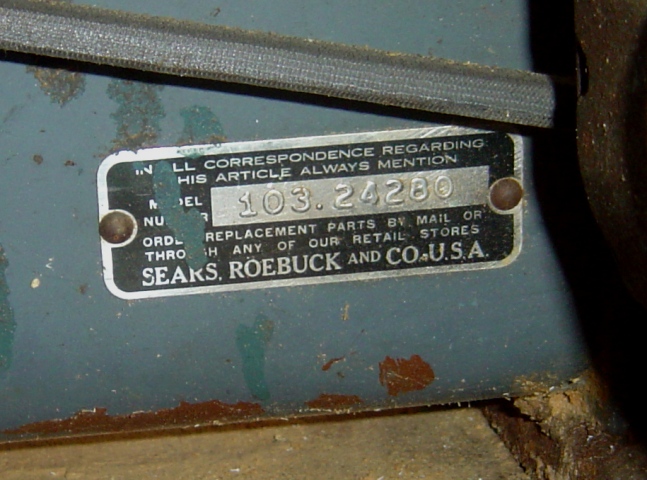 IN ALL CORRESPONDENCE REGARDING
THIS ARTICLE ALWAYS MENTION
MODEL NUMBER 103.24280
ORDER REPLACEMENT PARTS BY MAIL OR
THROUGH ANY OF OUR RETAIL STORES
SEARS, ROEBUCK AND CO.-U.S.A.